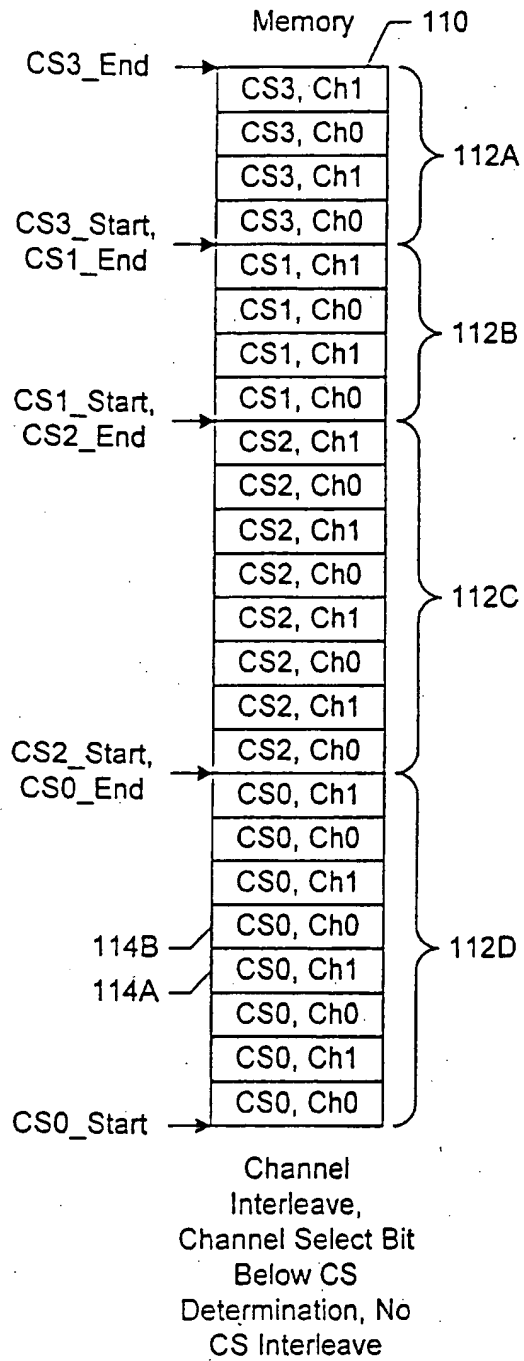 Memory 110
CS3_End
CS3, Ch1
CS3, Ch0
112A
CS3, Ch1
CS3, Ch0
CS3_Start,
CS1_End
CS1, Ch1
CS1, Ch0
112B
CS1, Ch1
CS1, Ch0
CS1_Start,
CS2_End
CS2, Ch1
CS2, Ch0
CS2, Ch1
CS2, Ch0
112C
CS2, Ch1
CS2, Ch0
CS2, Ch1
CS2, Ch0
CS2_Start,
CS0_End
CS0, Ch1
CS0, Ch0
CS0, Ch1
114B
CS0, Ch0
112D
114A
CS0, Ch1
CS0, Ch0
CS0, Ch1
CS0, Ch0
CS0_Start
Channel
Interleave,
Channel Select Bit
Below CS
Determination, No
CS Interleave